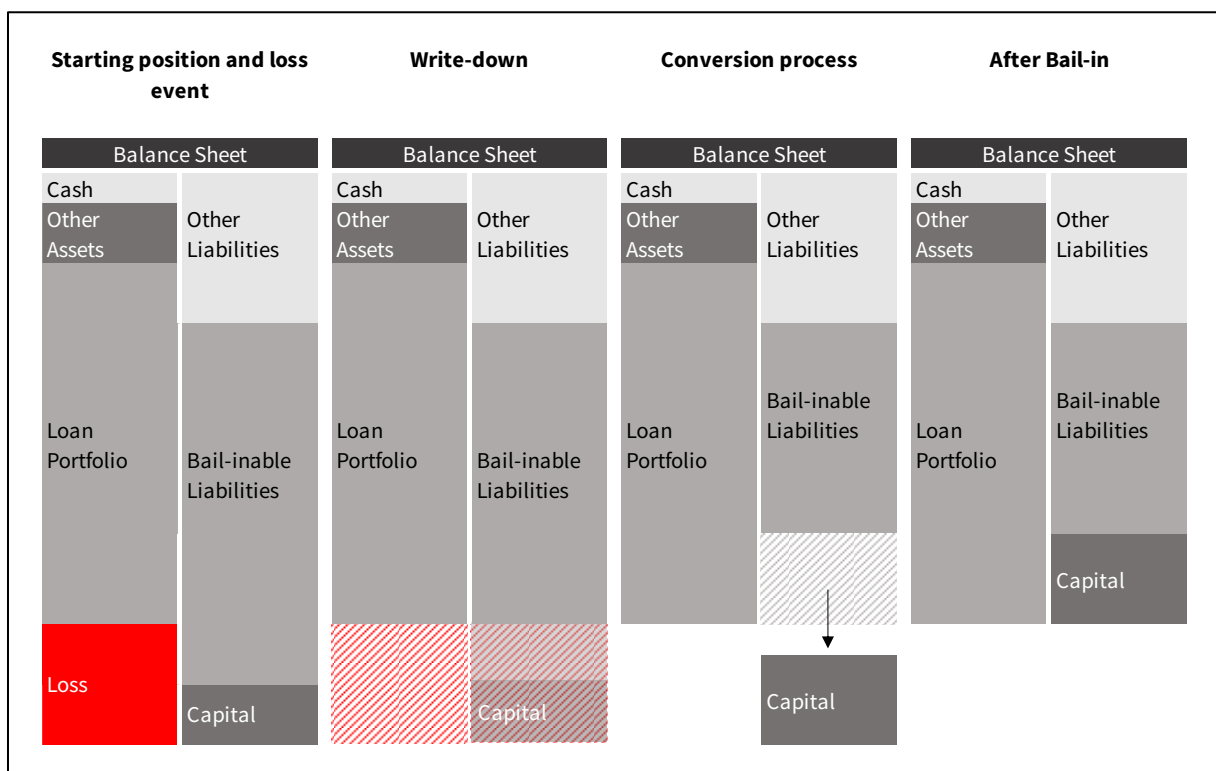 Starting position and loss
event
Write-down
Conversion process
After Bail-in
Balance Sheet
Cash
Other
Assets
Other
Liabilities
Loan
Portfolio
Bail-inable
Liabilities
Loss
Capital
Balance Sheet
Cash
Other
Assets
Other
Liabilities
Loan
Portfolio
Bail-inable
Liabilities
Capital
Balance Sheet
Cash
Other
Assets
Other
Liabilities
Bail-inable
Liabilities
Loan
Portfolio
Capital
Balance Sheet
Cash
Other
Assets
Other
Liabilities
Bail-inable
Liabilities
Loan
Portfolio
Capital